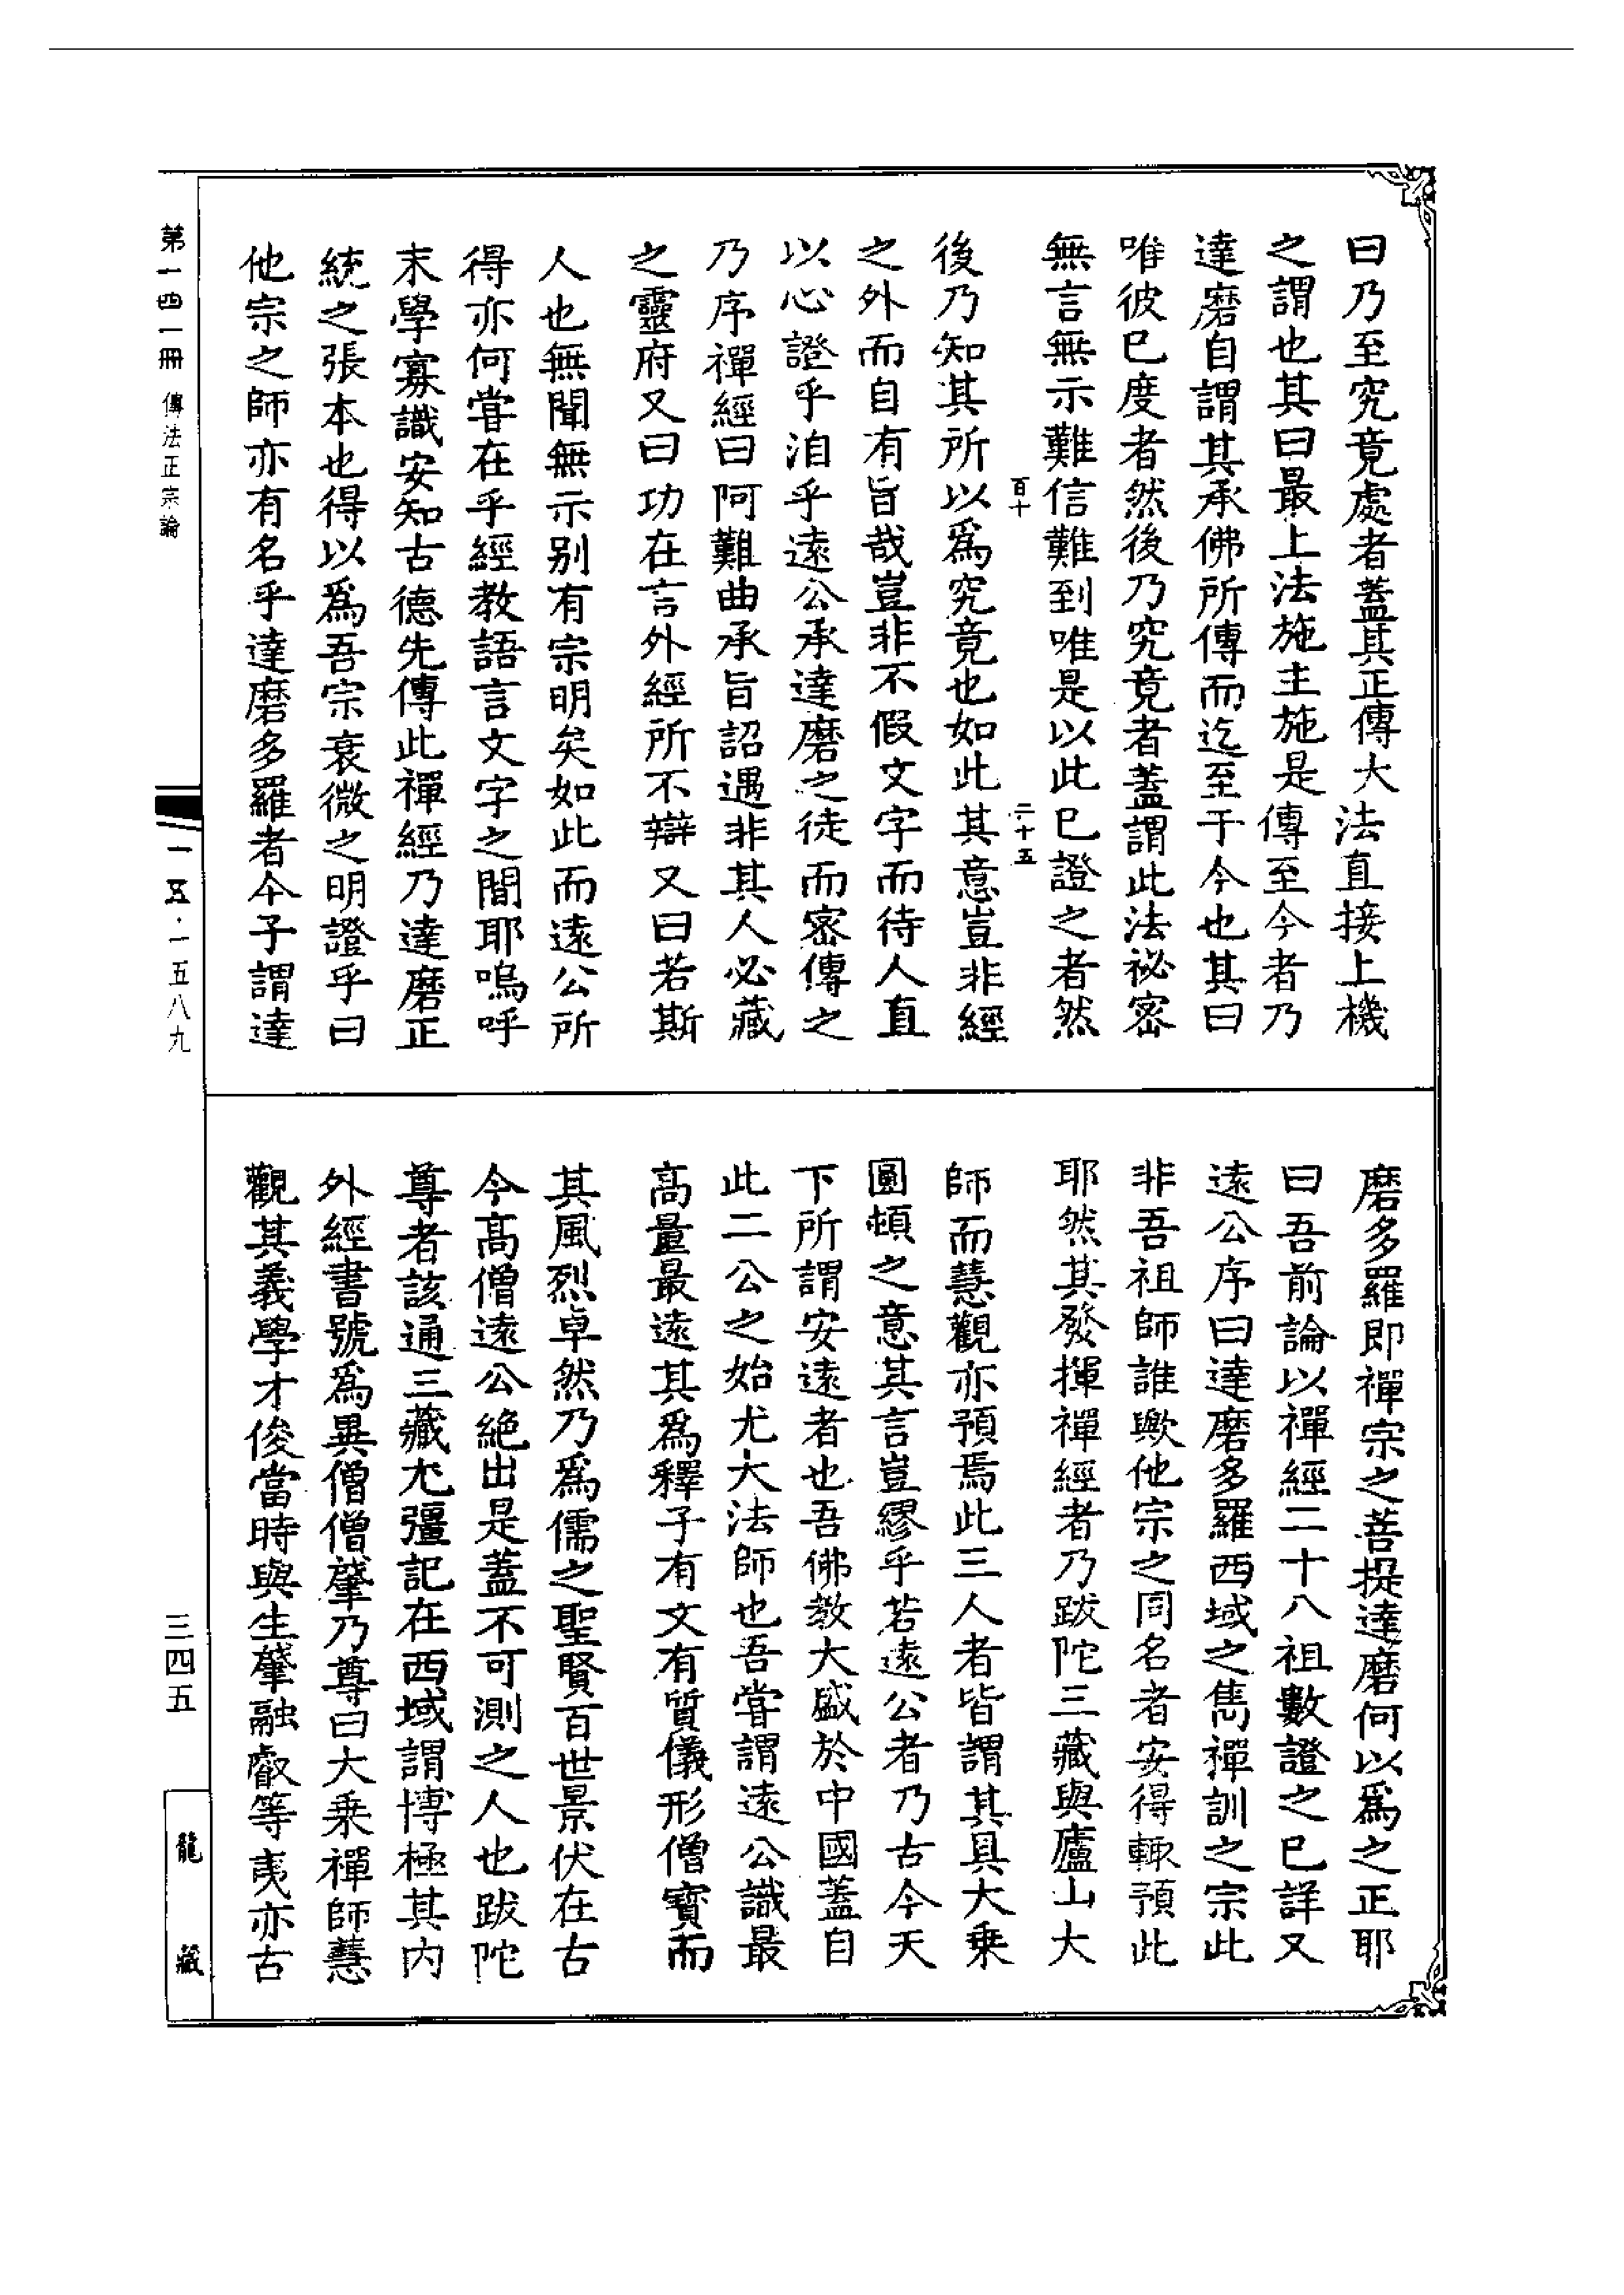 曰乃至究竟處者蓋其正傳大法直接上機
之謂也其曰最上法施主施是傳至今者乃
達磨自謂其承佛所傳而迄至于今也其曰
唯彼已度者然後乃究竟者蓋謂此法祕密
無言無示難信難到唯是以此已證之者然
百十 二十五
後乃知其所以爲究竟也如此其意豈非經
之外而自有旨哉豈非不假文字而待人直
以心證乎洎乎遠公承達磨之徒而密傳之
乃序禪經曰阿難曲承旨詔遇非其人必藏
之靈府又曰功在言外經所不辯又曰若斯
人也無聞無示别有宗明矣如此而遠公所
得亦何甞在乎經教語言文字之間耶嗚呼
末學寡識安知古德先傳此禪經乃達磨正
統之張本也得以爲吾宗衰微之明證乎曰
他宗之師亦有名乎達磨多羅者今子謂達
磨多羅即禪宗之菩提達磨何以爲之正耶
曰吾前論以禪經二十八祖數證之已詳又
遠公序曰達磨多羅西域之雋禪訓之宗此
非吾祖師誰歟他宗之同名者安得輙預此
耶然其發揮禪經者乃跋陀三藏與廬山大
師而慧觀亦預焉此三人者皆謂其具大乗
圓頓之意其言豈繆乎若遠公者乃古今天
下所謂安遠者也吾佛教大盛於中國蓋自
此二公之始尤大法師也吾甞謂遠公識最
高量最遠其爲釋子有文有質儀形僧寳而
其風烈卓然乃爲儒之聖賢百世景伏在古
今髙僧遠公絶出是蓋不可測之人也跋陀
尊者該通三藏尤彊記在西域謂博極其内
外經書號爲異僧僧肇乃尊曰大乘禪師慧
觀其義學才俊當時與生肇融叡等夷亦古
第一四一冊 傳法正宗論
一五·一五八九
三四五
龍藏